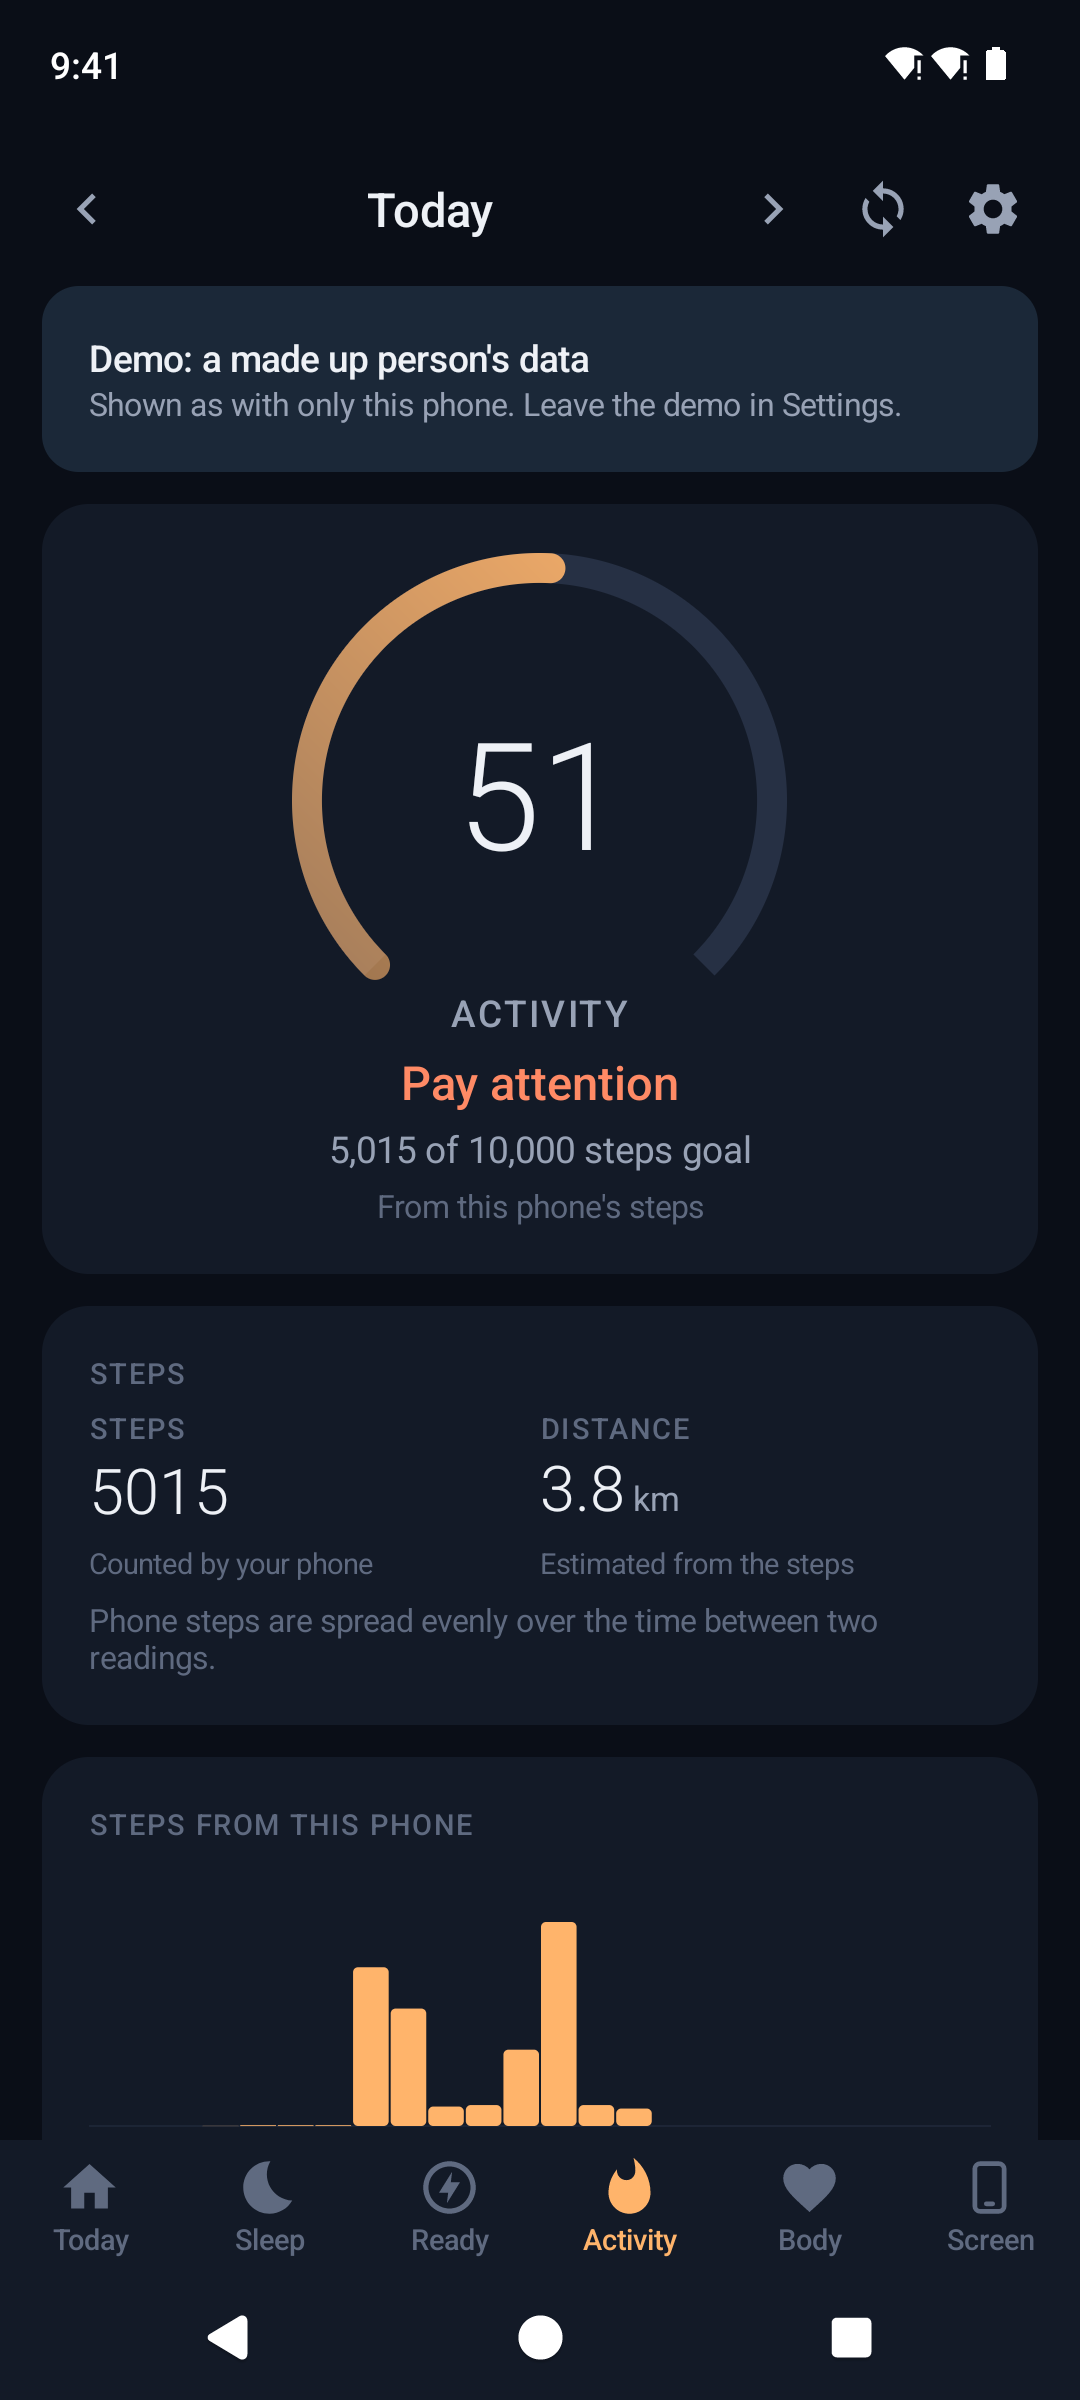 9:41
Today
Demo: a made up person's data
Shown as with only this phone. Leave the demo in Settings.
51
ACTIVITY
Pay attention
5,015 of 10,000 steps goal
From this phone's steps
STEPS
STEPS
DISTANCE
5015
3.8 km
Counted by your phone
Estimated from the steps
Phone steps are spread evenly over the time between two
readings.
STEPS FROM THIS PHONE
Today
Sleep
Ready
Activity
Body
Screen